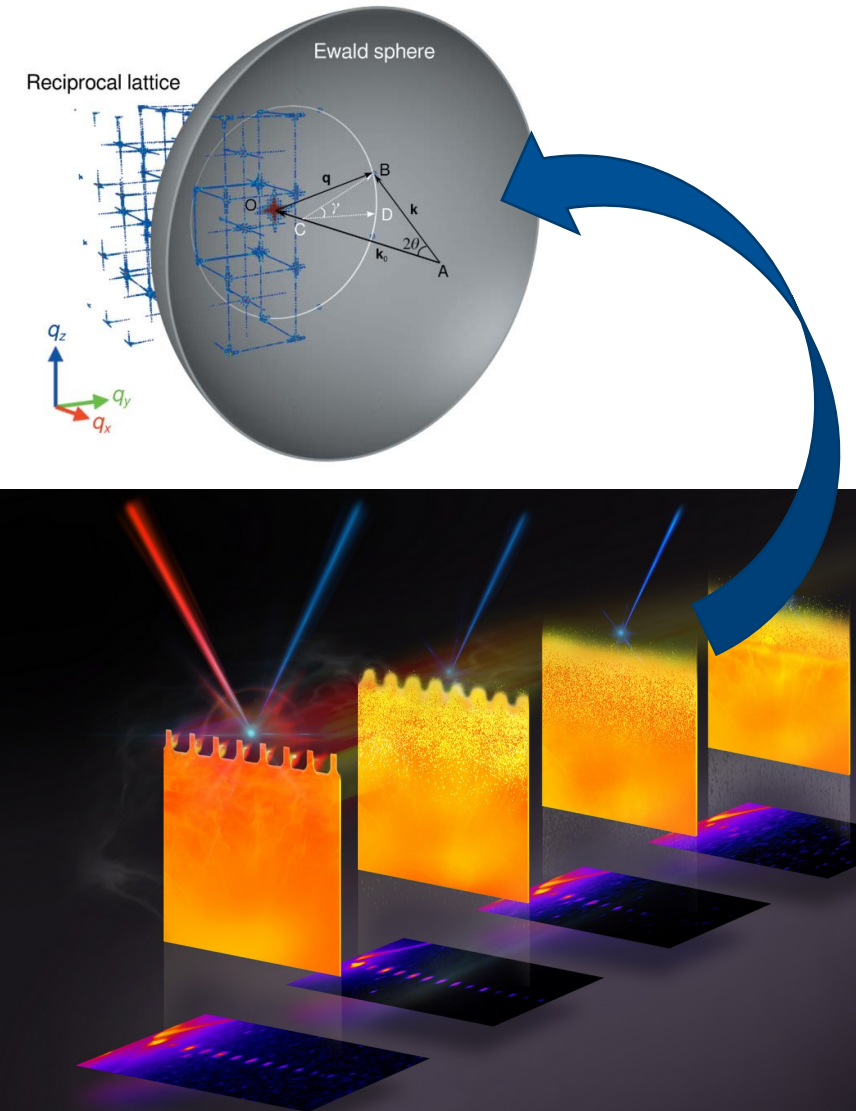 Ewald sphere
Reciprocal lattice
B
q
O
γ
D
C
k
2θ
k₀
A
q_z
q_y
q_x